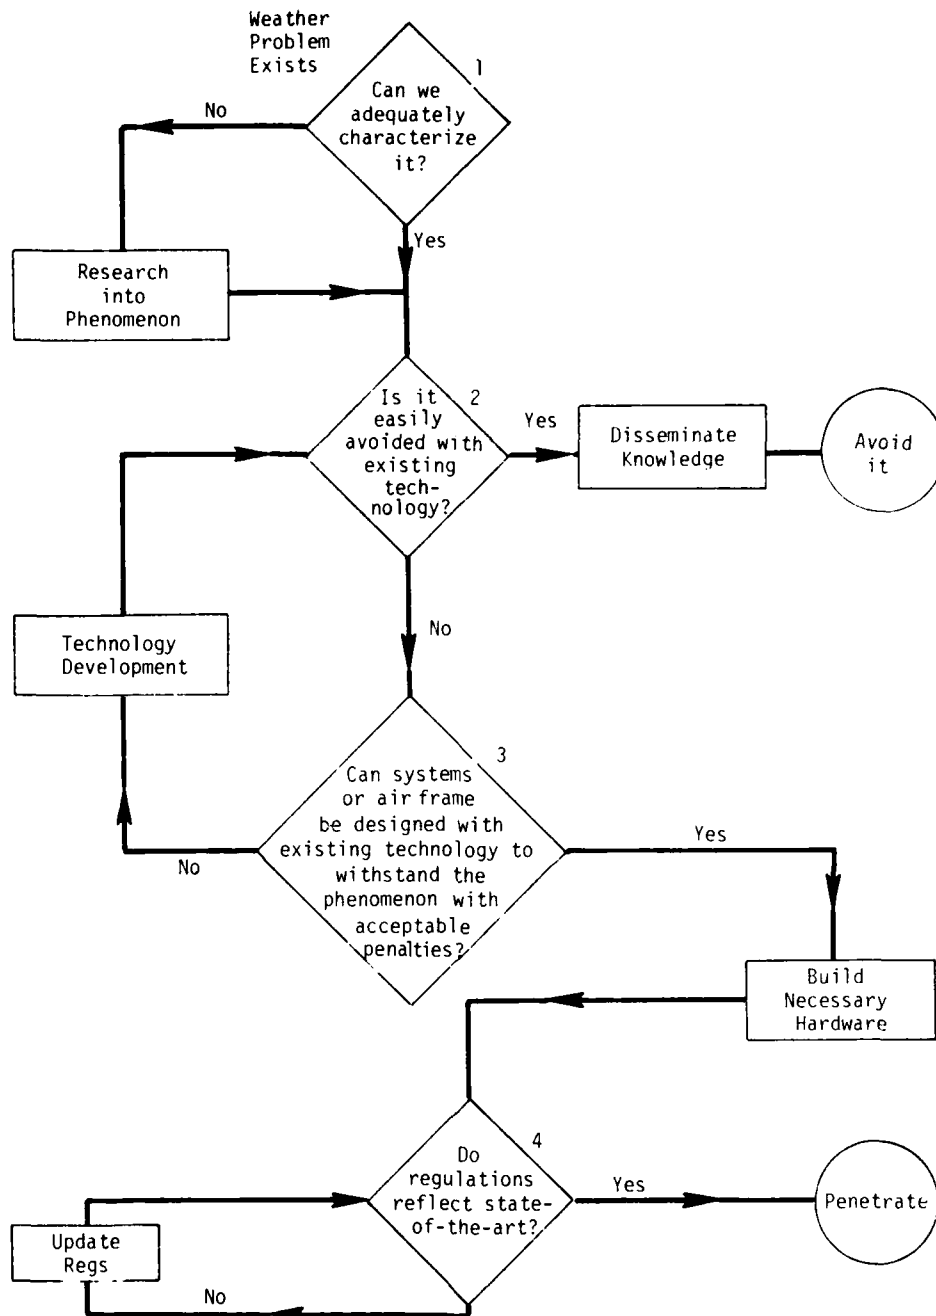 Weather
Problem
Exists
1
Can we
adequately
characterize
it?
No
Yes
Research
into
Phenomenon
2
Is it
easily
avoided with
existing
tech-
nology?
Yes
Disseminate
Knowledge
Avoid
it
No
Technology
Development
3
Can systems
or air frame
be designed with
existing technology to
withstand the
phenomenon with
acceptable
penalties?
No
Yes
Build
Necessary
Hardware
4
Do
regulations
reflect state-
of-the-art?
Yes
Penetrate
Update
Regs
No